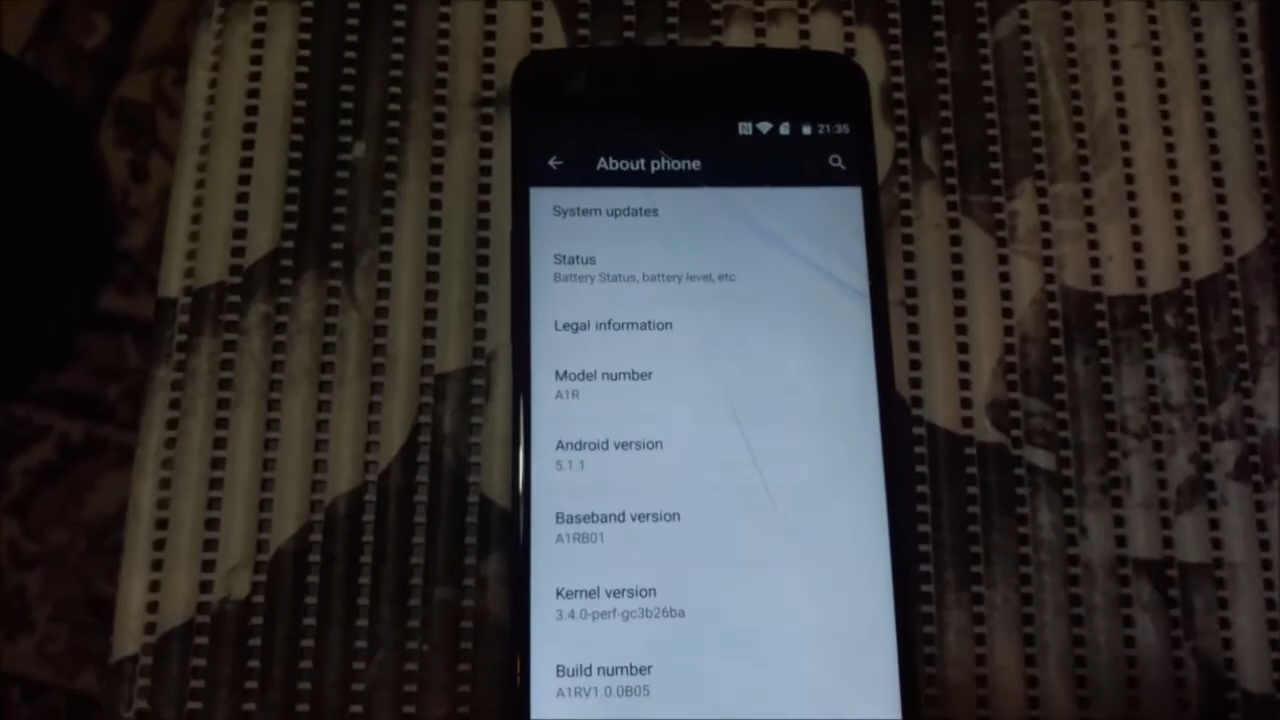 21:35
About phone
System updates
Status
Battery Status, battery level, etc.
Legal information
Model number
A1R
Android version
5.1.1
Baseband version
A1RB01
Kernel version
3.4.0-perf-gc3b26ba
Build number
A1RV1.0.0B05